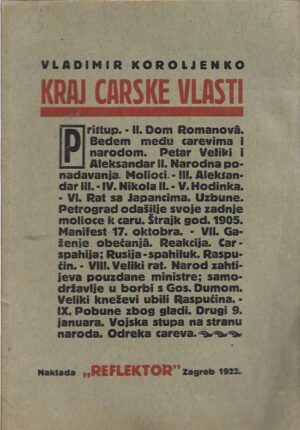 VLADIMIR KOROLJENKO
KRAJ CARSKE VLASTI
Pristup. - II. Dom Romanovâ.
Bedem među carevima i
narodom. Petar Veliki i
Aleksandar II. Narodna po-
nadavanja. Molioci. - III. Aleksan-
dar III. - IV. Nikola II. - V. Hodinka.
- VI. Rat sa Japancima. Uzbune.
Petrograd odašilje svoje zadnje
molioce k caru. Štrajk god. 1905.
Manifest 17. oktobra. - VII. Ga-
ženje obećanjâ. Reakcija. Car-
spahija; Rusija-spahiluk. Raspu-
ćin. - VIII. Veliki rat. Narod zahti-
jeva pouzdane ministre; samo-
državlje u borbi s Gos. Dumom.
Veliki kneževi ubili Raspućina. -
IX. Pobune zbog gladi. Drugi 9.
januara. Vojska stupa na stranu
naroda. Odreka careva.
Naklada „REFLEKTOR" Zagreb 1922.